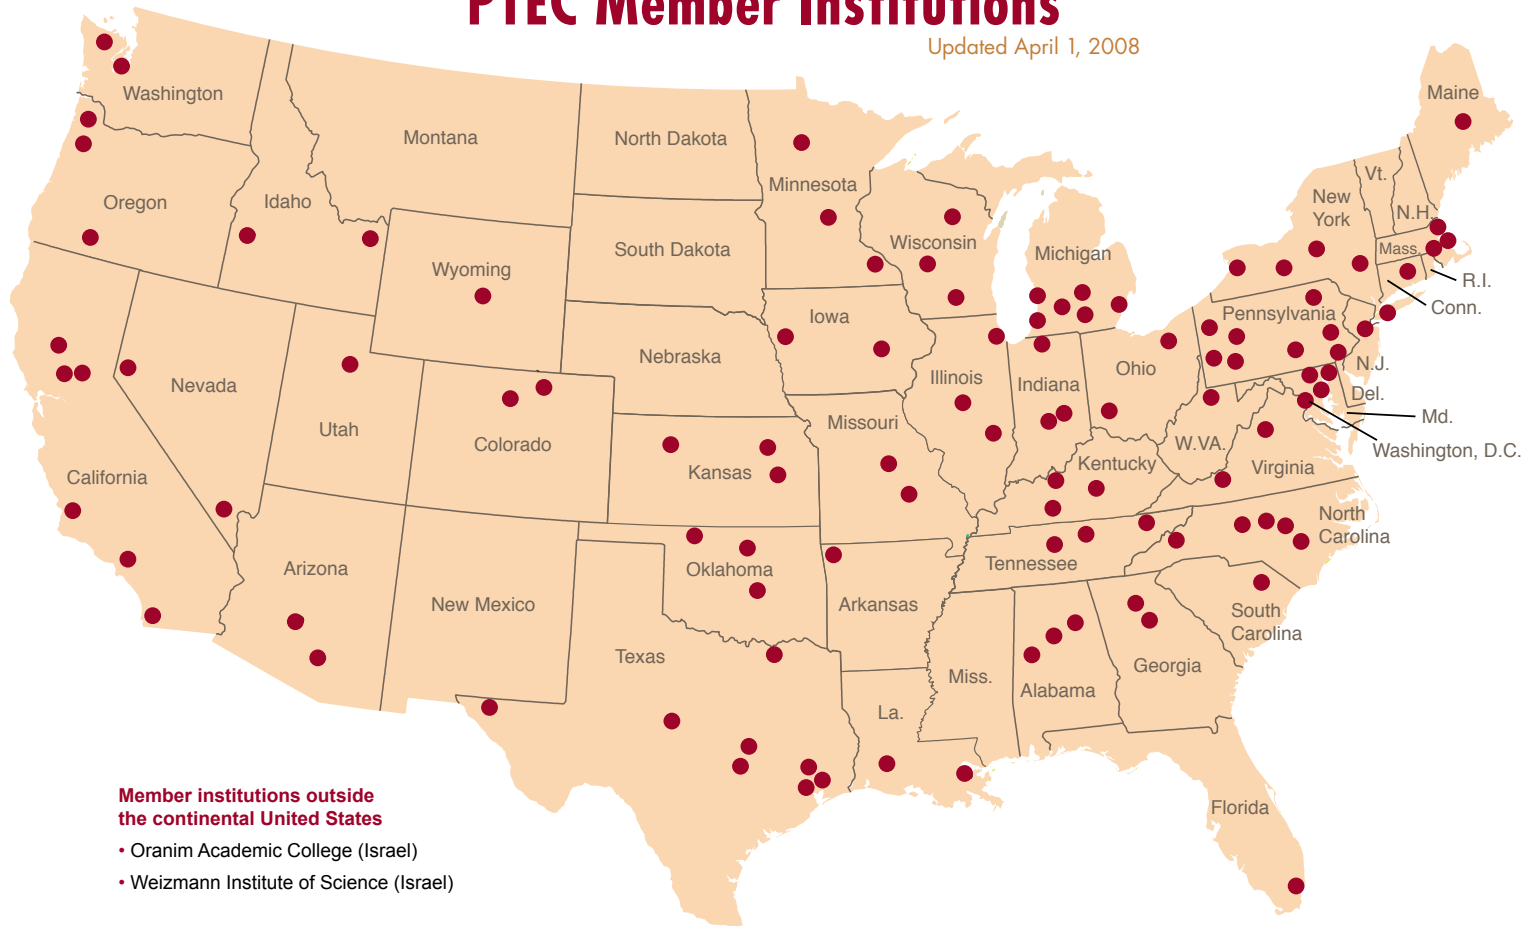 PTEC Member Institutions
Updated April 1, 2008
Washington
Montana
North Dakota
Minnesota
Maine
Vt.
New
York
N.H.
Oregon
Idaho
South Dakota
Wisconsin
Michigan
Mass.
R.I.
Conn.
Wyoming
Iowa
Pennsylvania
Nebraska
Nevada
Illinois
Indiana
Ohio
N.J.
Del.
Md.
Washington, D.C.
Utah
Colorado
Kansas
Missouri
Kentucky
W.VA.
Virginia
California
North
Carolina
Arizona
New Mexico
Oklahoma
Arkansas
Tennessee
South
Carolina
Texas
Miss.
Alabama
Georgia
La.
Florida
Member institutions outside
the continental United States
• Oranim Academic College (Israel)
• Weizmann Institute of Science (Israel)